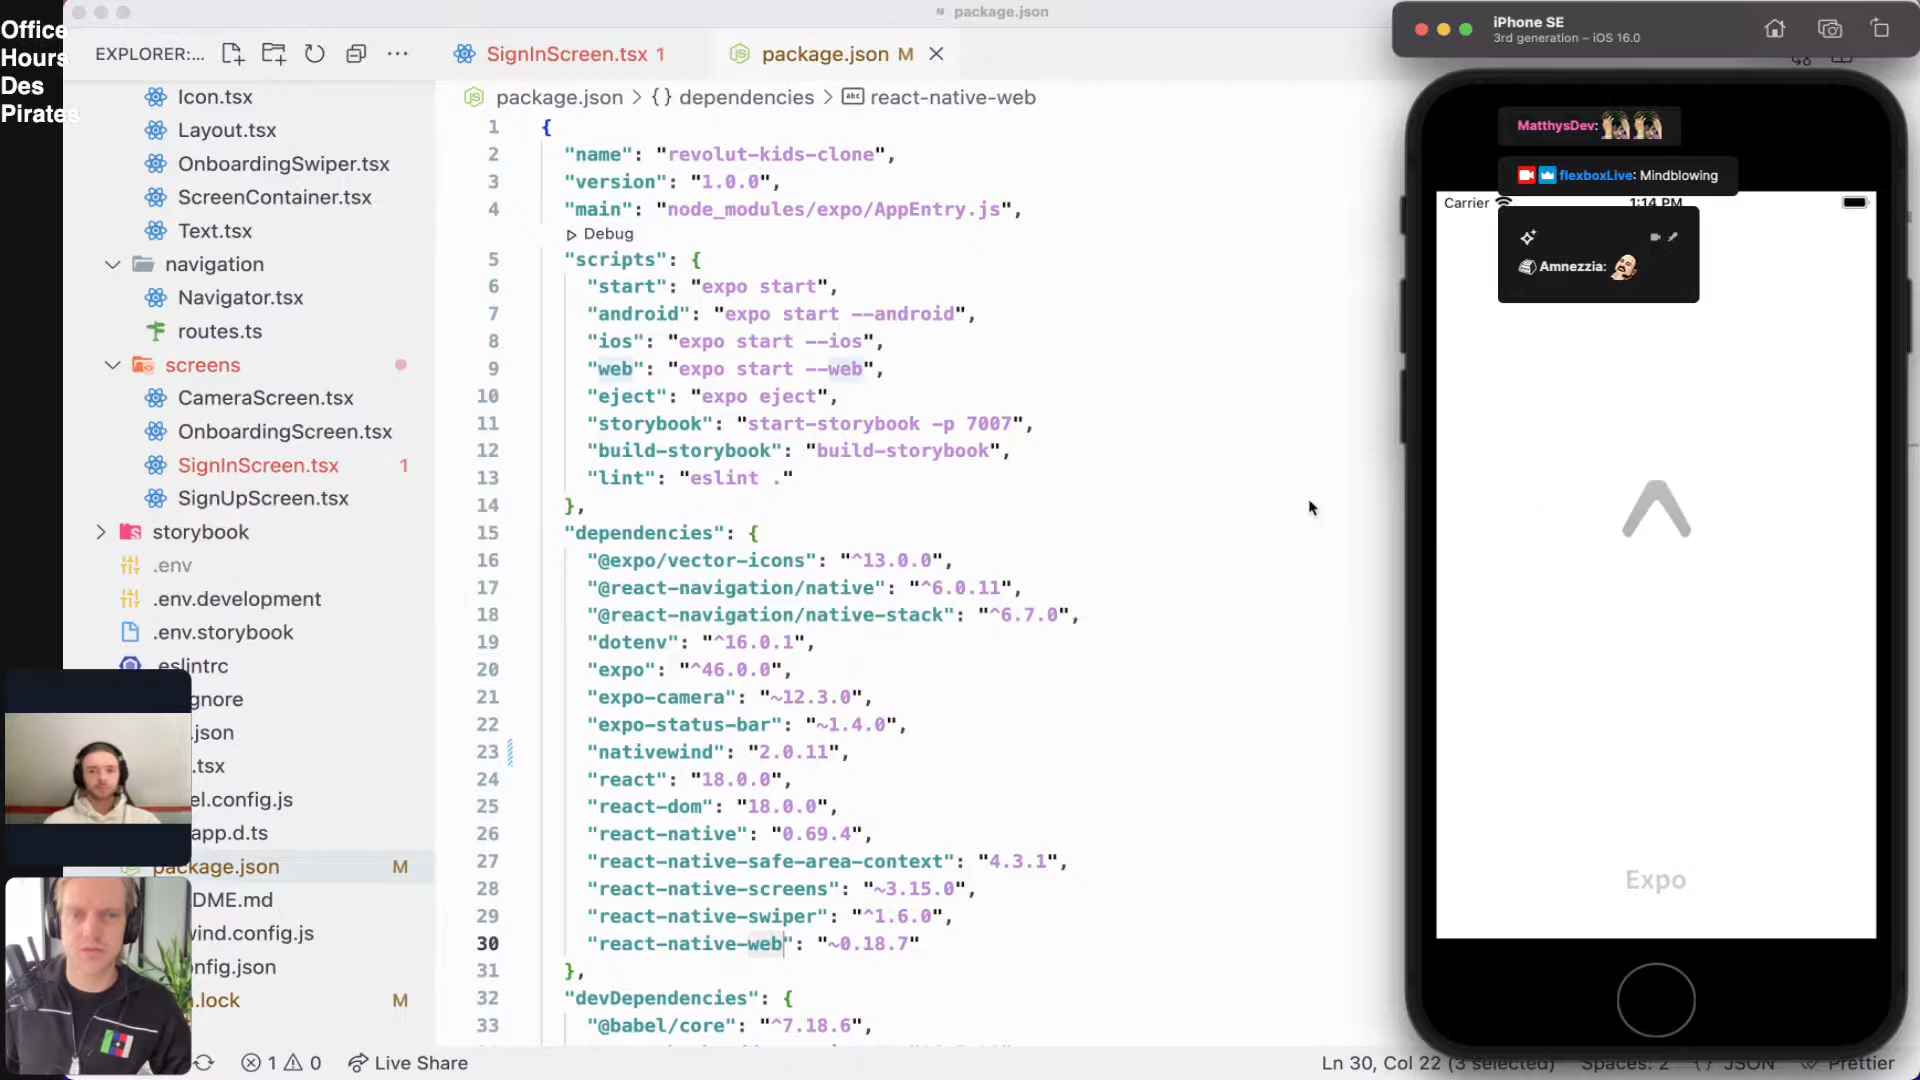 Office
Hours
Des
Pirates
package.json
EXPLORER:...
SignInScreen.tsx 1
package.json M
package.json > {} dependencies > react-native-web
Icon.tsx
Layout.tsx
OnboardingSwiper.tsx
ScreenContainer.tsx
Text.tsx
navigation
Navigator.tsx
routes.ts
screens
CameraScreen.tsx
OnboardingScreen.tsx
SignInScreen.tsx 1
SignUpScreen.tsx
storybook
.env
.env.development
.env.storybook
.eslintrc
gnore
.json
.tsx
el.config.js
app.d.ts
package.json M
DME.md
wind.config.js
nfig.json
.lock M
1 {
2 "name": "revolut-kids-clone",
3 "version": "1.0.0",
4 "main": "node_modules/expo/AppEntry.js",
Debug
5 "scripts": {
6 "start": "expo start",
7 "android": "expo start --android",
8 "ios": "expo start --ios",
9 "web": "expo start --web",
10 "eject": "expo eject",
11 "storybook": "start-storybook -p 7007",
12 "build-storybook": "build-storybook",
13 "lint": "eslint ."
14 },
15 "dependencies": {
16 "@expo/vector-icons": "^13.0.0",
17 "@react-navigation/native": "^6.0.11",
18 "@react-navigation/native-stack": "^6.7.0",
19 "dotenv": "^16.0.1",
20 "expo": "^46.0.0",
21 "expo-camera": "~12.3.0",
22 "expo-status-bar": "~1.4.0",
23 "nativewind": "2.0.11",
24 "react": "18.0.0",
25 "react-dom": "18.0.0",
26 "react-native": "0.69.4",
27 "react-native-safe-area-context": "4.3.1",
28 "react-native-screens": "~3.15.0",
29 "react-native-swiper": "^1.6.0",
30 "react-native-web": "~0.18.7"
31 },
32 "devDependencies": {
33 "@babel/core": "^7.18.6",
1 0 Live Share
Ln 30, Col 22 (3 selected) Spaces: 2 {} JSON Prettier
iPhone SE
3rd generation – iOS 16.0
MatthysDev:
flexboxLive: Mindblowing
Carrier 1:14 PM
Amnezzia:
Expo